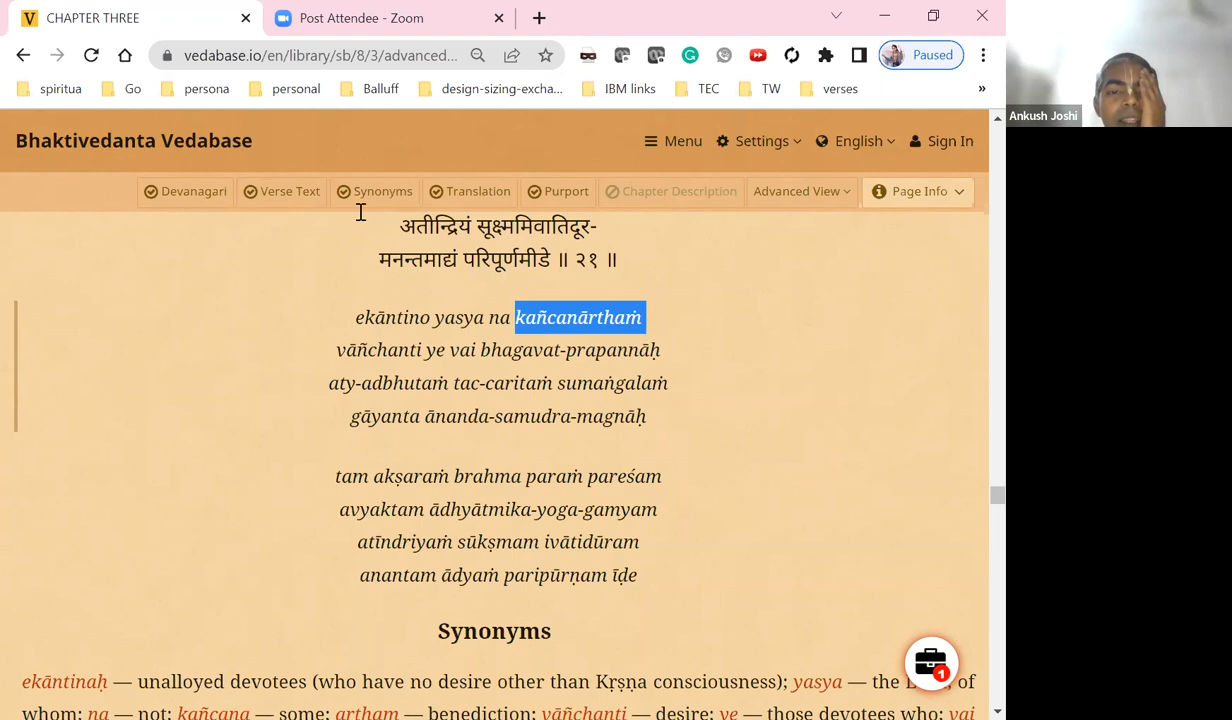 CHAPTER THREE
Post Attendee - Zoom
vedabase.io/en/library/sb/8/3/advanced...
Paused
spiritua
Go
persona
personal
Balluff
design-sizing-excha...
IBM links
TEC
TW
verses
»
Ankush Joshi
Bhaktivedanta Vedabase
Menu
Settings
English
Sign In
Devanagari
Verse Text
Synonyms
Translation
Purport
Chapter Description
Advanced View
Page Info
अतीन्द्रियं सूक्ष्ममिवातिदूर-
मनन्तमाद्यं परिपूर्णमीडे ॥ २१ ॥
ekāntino yasya na kañcanārthaṁ
vāñchanti ye vai bhagavat-prapannāḥ
aty-adbhutaṁ tac-caritaṁ sumaṅgalaṁ
gāyanta ānanda-samudra-magnāḥ
tam akṣaraṁ brahma paraṁ pareśam
avyaktam ādhyātmika-yoga-gamyam
atīndriyaṁ sūkṣmam ivātidūram
anantam ādyaṁ paripūrṇam īḍe
Synonyms
ekāntinaḥ — unalloyed devotees (who have no desire other than Kṛṣṇa consciousness); yasya — the of
whom; na — not; kañcana — some; artham — benediction; vāñchanti — desire; ye — those devotees who; vai
1